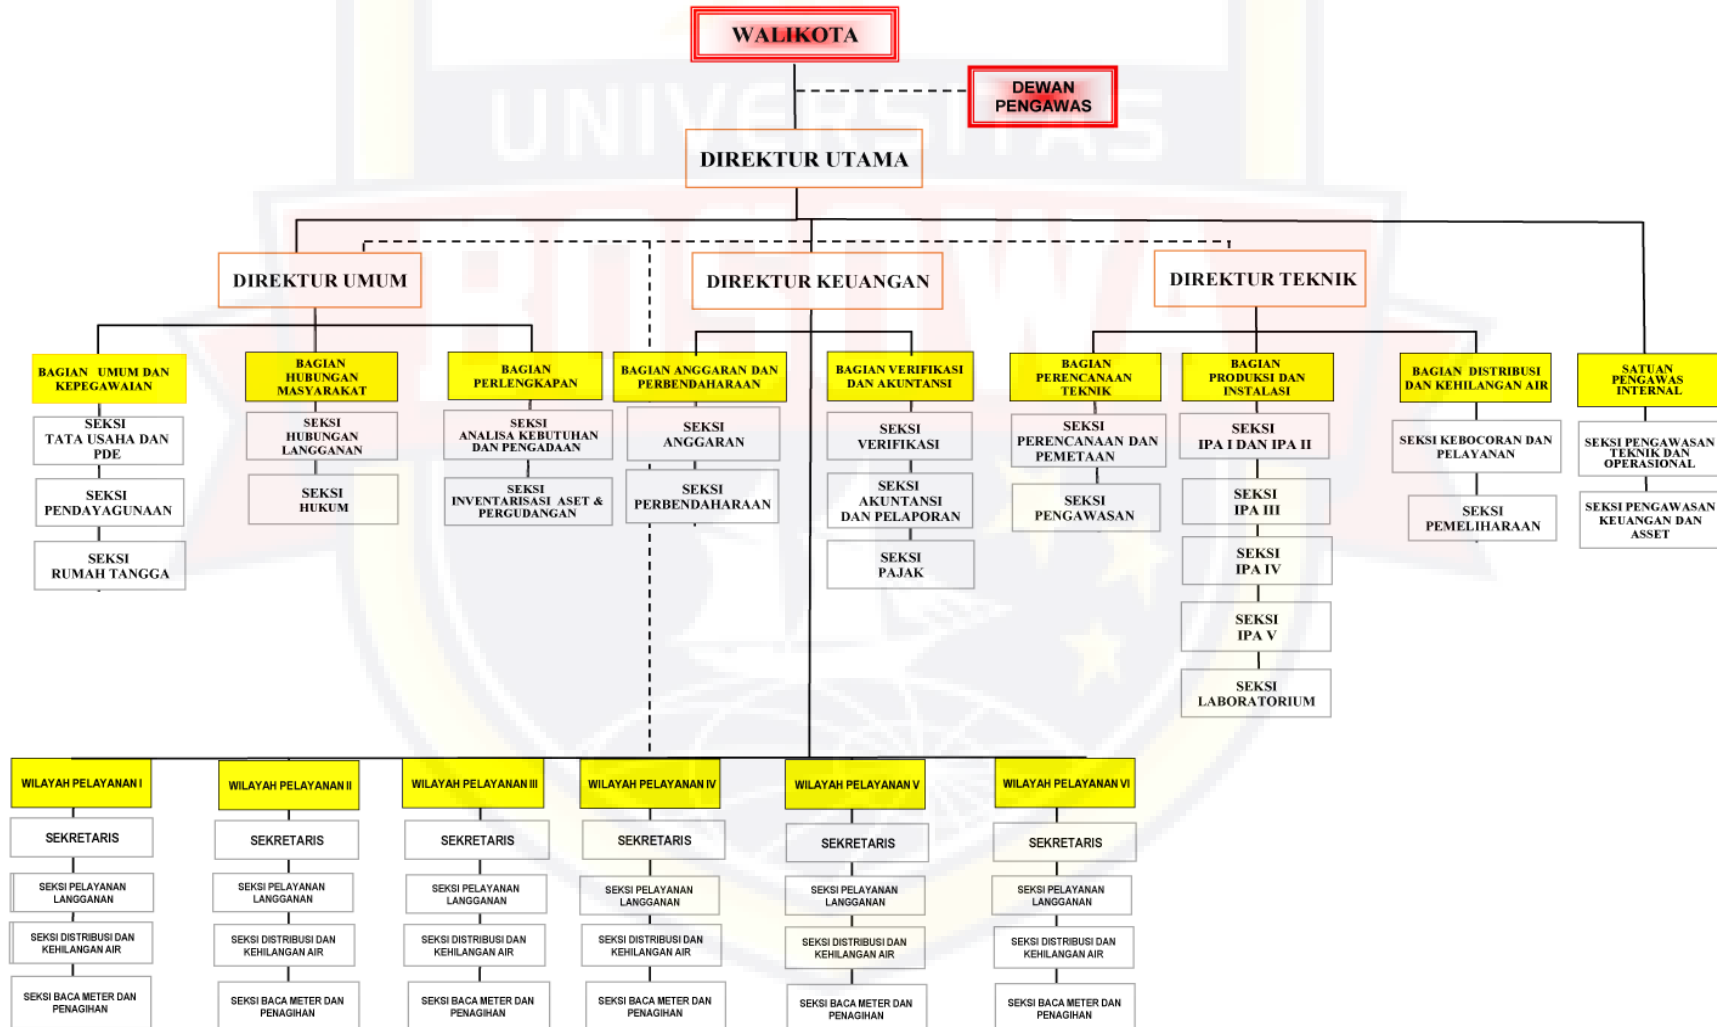 WALIKOTA
DEWAN
PENGAWAS
DIREKTUR UTAMA
DIREKTUR UMUM
DIREKTUR KEUANGAN
DIREKTUR TEKNIK
BAGIAN UMUM DAN
KEPEGAWAIAN
SEKSI
TATA USAHA DAN
PDE
SEKSI
PENDAYAGUNAAN
SEKSI
RUMAH TANGGA
BAGIAN
HUBUNGAN
MASYARAKAT
SEKSI
HUBUNGAN
LANGGANAN
SEKSI
HUKUM
BAGIAN
PERLENGKAPAN
SEKSI
ANALISA KEBUTUHAN
DAN PENGADAAN
SEKSI
INVENTARISASI ASET &
PERGUDANGAN
BAGIAN ANGGARAN DAN
PERBENDAHARAAN
SEKSI
ANGGARAN
SEKSI
PERBENDAHARAAN
BAGIAN VERIFIKASI
DAN AKUNTANSI
SEKSI
VERIFIKASI
SEKSI
AKUNTANSI
DAN PELAPORAN
SEKSI
PAJAK
BAGIAN
PERENCANAAN
TEKNIK
SEKSI
PERENCANAAN DAN
PEMETAAN
SEKSI
PENGAWASAN
BAGIAN
PRODUKSI DAN
INSTALASI
SEKSI
IPA I DAN IPA II
SEKSI
IPA III
SEKSI
IPA IV
SEKSI
IPA V
SEKSI
LABORATORIUM
BAGIAN DISTRIBUSI
DAN KEHILANGAN AIR
SEKSI KEBOCORAN DAN
PELAYANAN
SEKSI
PEMELIHARAAN
SATUAN
PENGAWAS
INTERNAL
SEKSI PENGAWASAN
TEKNIK DAN
OPERASIONAL
SEKSI PENGAWASAN
KEUANGAN DAN
ASSET
WILAYAH PELAYANAN I
SEKRETARIS
SEKSI PELAYANAN
LANGGANAN
SEKSI DISTRIBUSI DAN
KEHILANGAN AIR
SEKSI BACA METER DAN
PENAGIHAN
WILAYAH PELAYANAN II
SEKRETARIS
SEKSI PELAYANAN
LANGGANAN
SEKSI DISTRIBUSI DAN
KEHILANGAN AIR
SEKSI BACA METER DAN
PENAGIHAN
WILAYAH PELAYANAN III
SEKRETARIS
SEKSI PELAYANAN
LANGGANAN
SEKSI DISTRIBUSI DAN
KEHILANGAN AIR
SEKSI BACA METER DAN
PENAGIHAN
WILAYAH PELAYANAN IV
SEKRETARIS
SEKSI PELAYANAN
LANGGANAN
SEKSI DISTRIBUSI DAN
KEHILANGAN AIR
SEKSI BACA METER DAN
PENAGIHAN
WILAYAH PELAYANAN V
SEKRETARIS
SEKSI PELAYANAN
LANGGANAN
SEKSI DISTRIBUSI DAN
KEHILANGAN AIR
SEKSI BACA METER DAN
PENAGIHAN
WILAYAH PELAYANAN VI
SEKRETARIS
SEKSI PELAYANAN
LANGGANAN
SEKSI DISTRIBUSI DAN
KEHILANGAN AIR
SEKSI BACA METER DAN
PENAGIHAN
UNIVERSITAS
BOSOWA